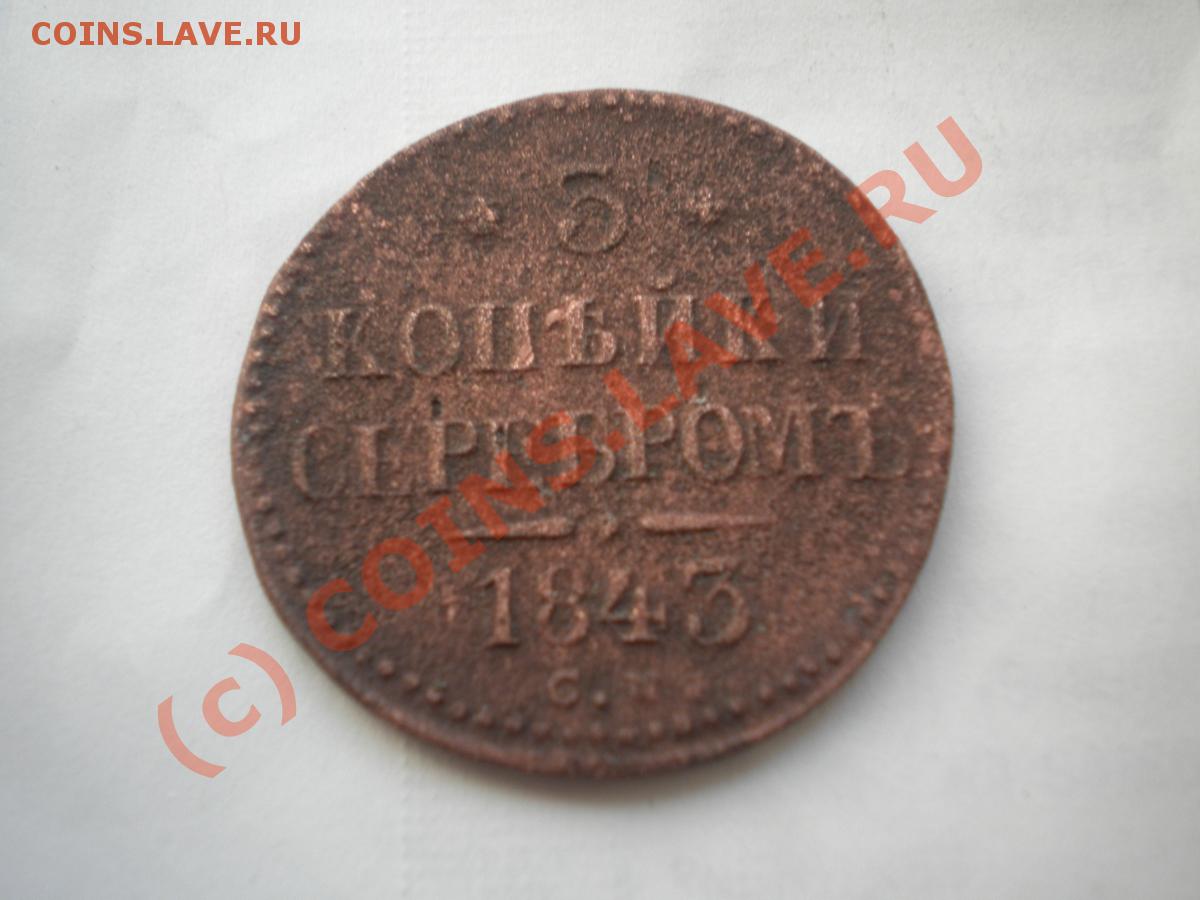 COINS.LAVE.RU
3
КОПѢЙКИ
СЕРЕБРОМЪ
1843
С.
(c) COINS.LAVE.RU